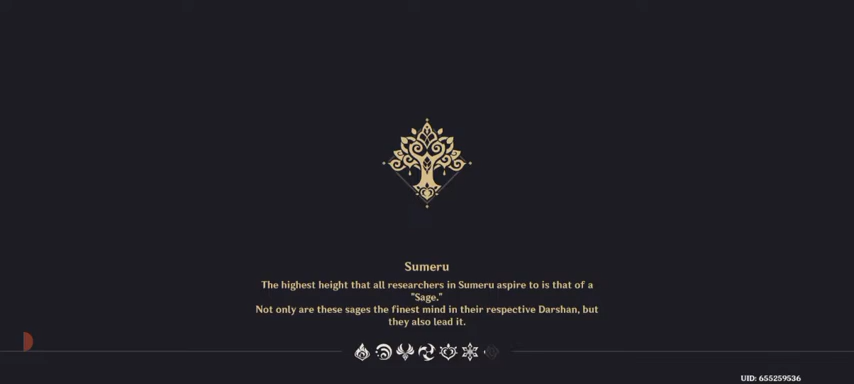 Sumeru
The highest height that all researchers in Sumeru aspire to is that of a
"Sage."
Not only are these sages the finest mind in their respective Darshan, but
they also lead it.
UID: 655259536